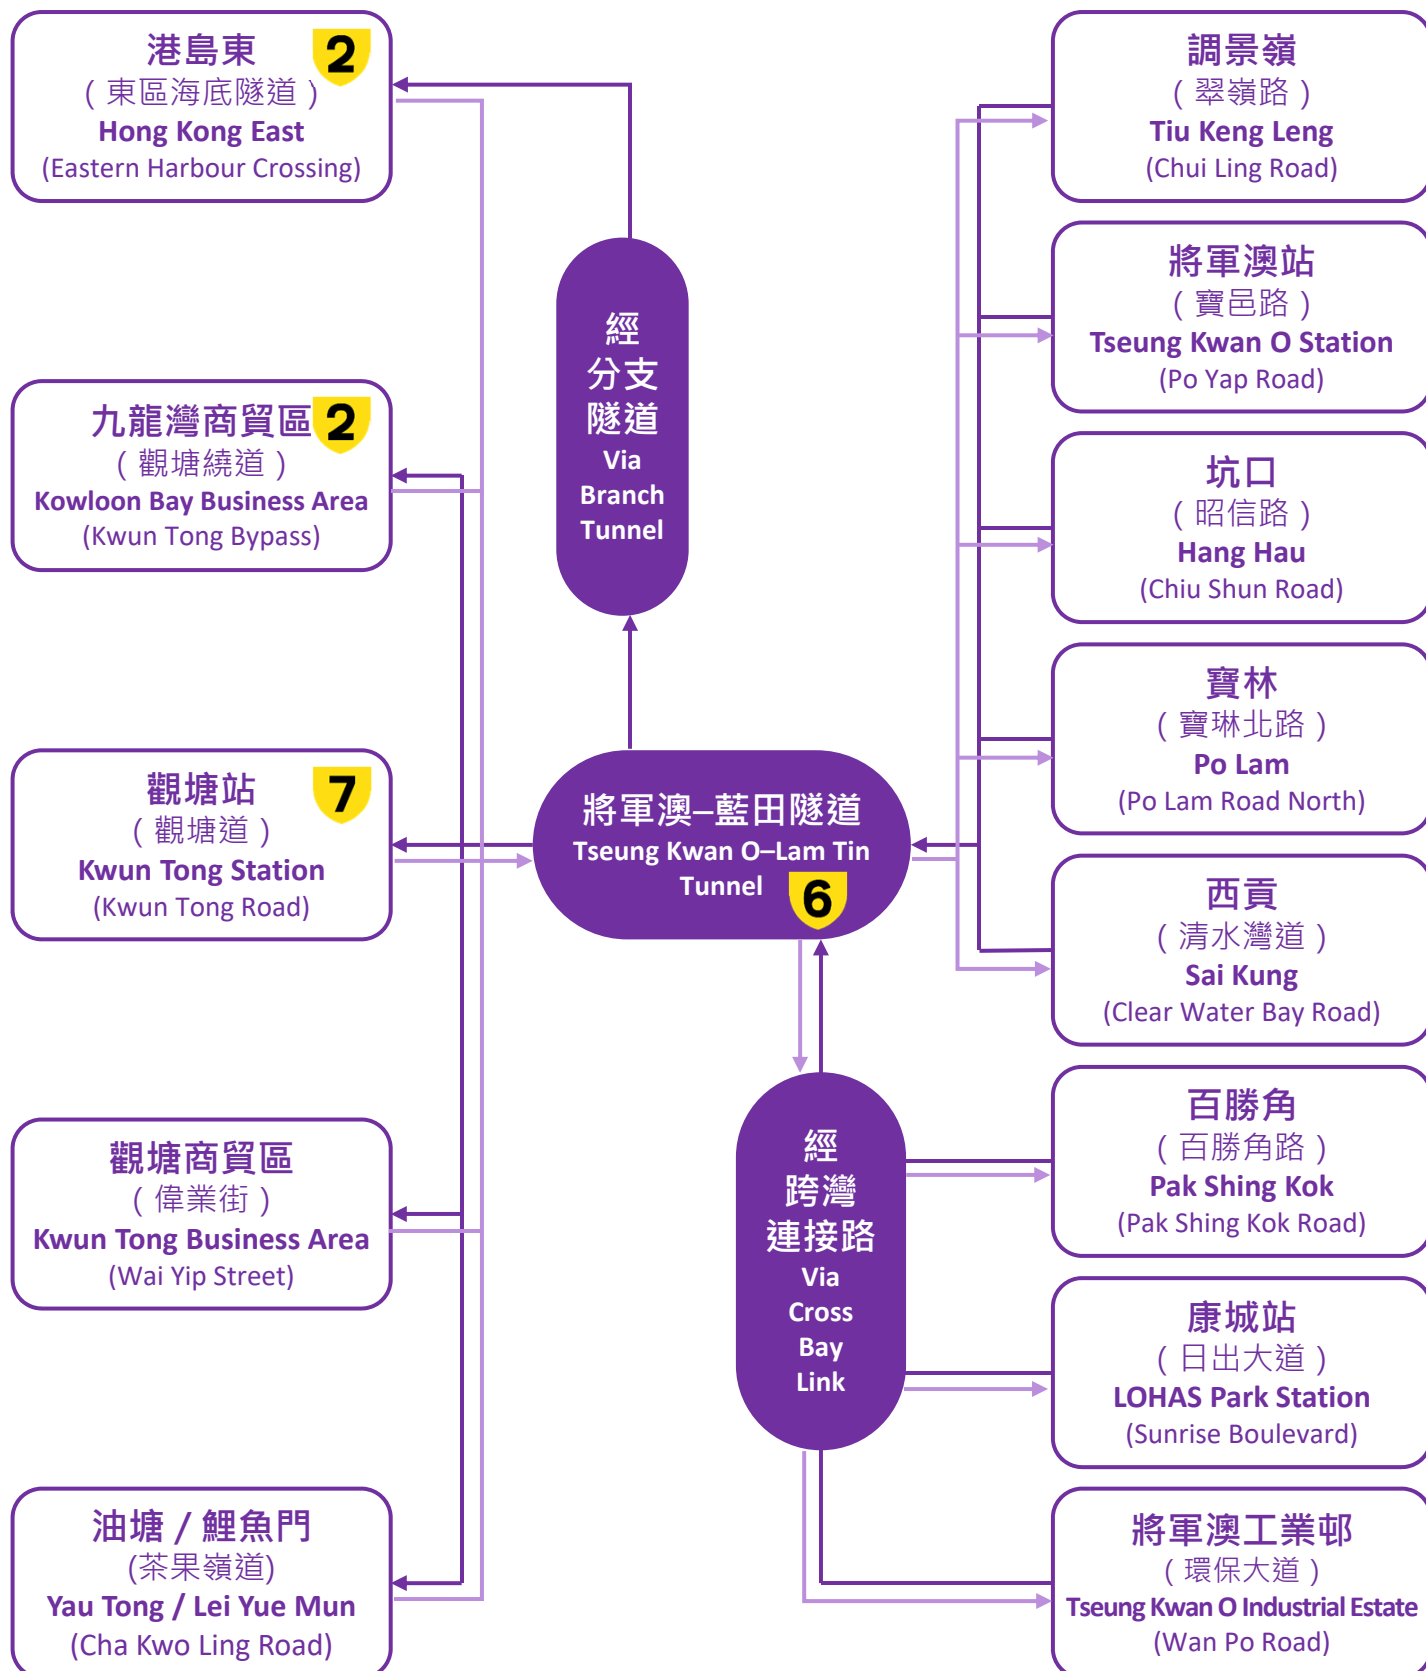 港島東
（東區海底隧道）
Hong Kong East
(Eastern Harbour Crossing)
2
九龍灣商貿區
（觀塘繞道）
Kowloon Bay Business Area
(Kwun Tong Bypass)
2
觀塘站
（觀塘道）
Kwun Tong Station
(Kwun Tong Road)
7
觀塘商貿區
（偉業街）
Kwun Tong Business Area
(Wai Yip Street)
油塘 / 鯉魚門
(茶果嶺道)
Yau Tong / Lei Yue Mun
(Cha Kwo Ling Road)
經
分支
隧道
Via
Branch
Tunnel
將軍澳–藍田隧道
Tseung Kwan O–Lam Tin
Tunnel
6
經
跨灣
連接路
Via
Cross
Bay
Link
調景嶺
（翠嶺路）
Tiu Keng Leng
(Chui Ling Road)
將軍澳站
（寶邑路）
Tseung Kwan O Station
(Po Yap Road)
坑口
（昭信路）
Hang Hau
(Chiu Shun Road)
寶林
（寶琳北路）
Po Lam
(Po Lam Road North)
西貢
（清水灣道）
Sai Kung
(Clear Water Bay Road)
百勝角
（百勝角路）
Pak Shing Kok
(Pak Shing Kok Road)
康城站
（日出大道）
LOHAS Park Station
(Sunrise Boulevard)
將軍澳工業邨
（環保大道）
Tseung Kwan O Industrial Estate
(Wan Po Road)